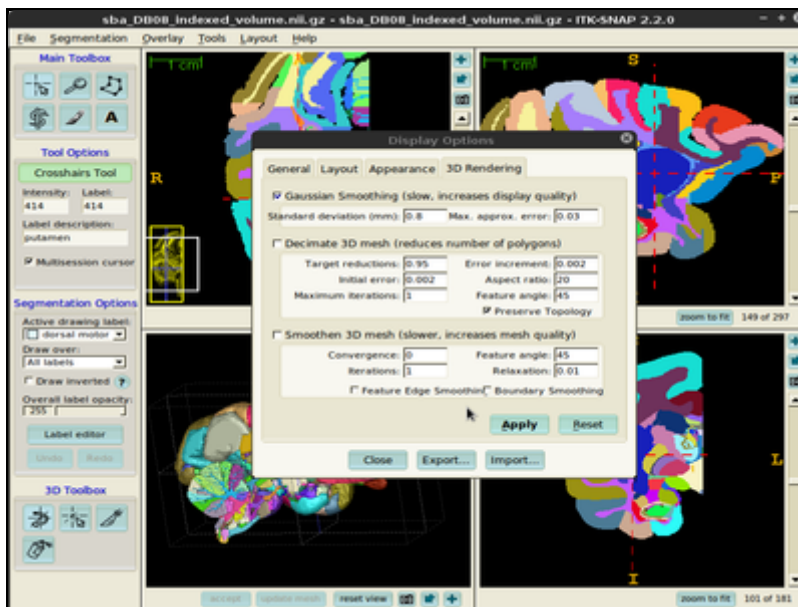 sba_DB08_indexed_volume.nii.gz - sba_DB08_indexed_volume.nii.gz - ITK-SNAP 2.2.0
File Segmentation Overlay Tools Layout Help
Main Toolbox
A
Tool Options
Crosshairs Tool
Intensity: Label:
414 414
Label description:
putamen
Multisession cursor
Segmentation Options
Active drawing label:
dorsal motor
Draw over:
All labels
Draw inverted ?
Overall label opacity:
255
Label editor
Undo Redo
3D Toolbox
1 cm
R
1 cm
S
P
zoom to fit 149 of 297
Display Options
General Layout Appearance 3D Rendering
Gaussian Smoothing (slow, increases display quality)
Standard deviation (mm): 0.8 Max. approx. error: 0.03
Decimate 3D mesh (reduces number of polygons)
Target reductions: 0.95 Error increment: 0.002
Initial error: 0.002 Aspect ratio: 20
Maximum iterations: 1 Feature angle: 45
Preserve Topology
Smoothen 3D mesh (slower, increases mesh quality)
Convergence: 0 Feature angle: 45
Iterations: 1 Relaxation: 0.01
Feature Edge Smoothing Boundary Smoothing
Apply Reset
Close Export... Import...
L
I
accept update mesh reset view
zoom to fit 101 of 181